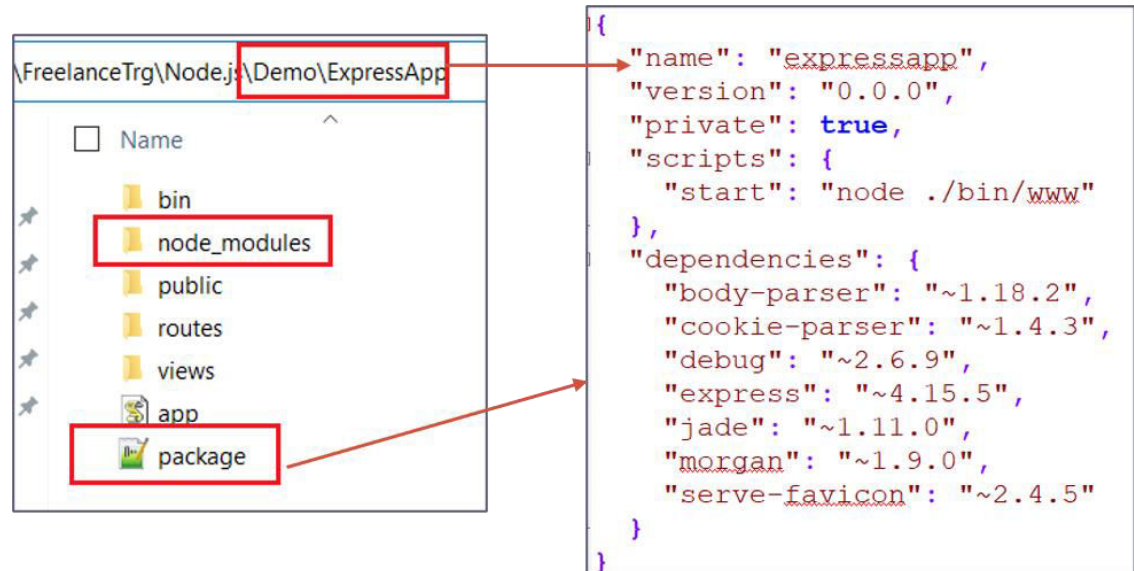 \FreelanceTrg\Node.js\Demo\ExpressApp
Name
bin
node_modules
public
routes
views
app
package
{
"name": "expressapp",
"version": "0.0.0",
"private": true,
"scripts": {
"start": "node ./bin/www"
},
"dependencies": {
"body-parser": "~1.18.2",
"cookie-parser": "~1.4.3",
"debug": "~2.6.9",
"express": "~4.15.5",
"jade": "~1.11.0",
"morgan": "~1.9.0",
"serve-favicon": "~2.4.5"
}
}